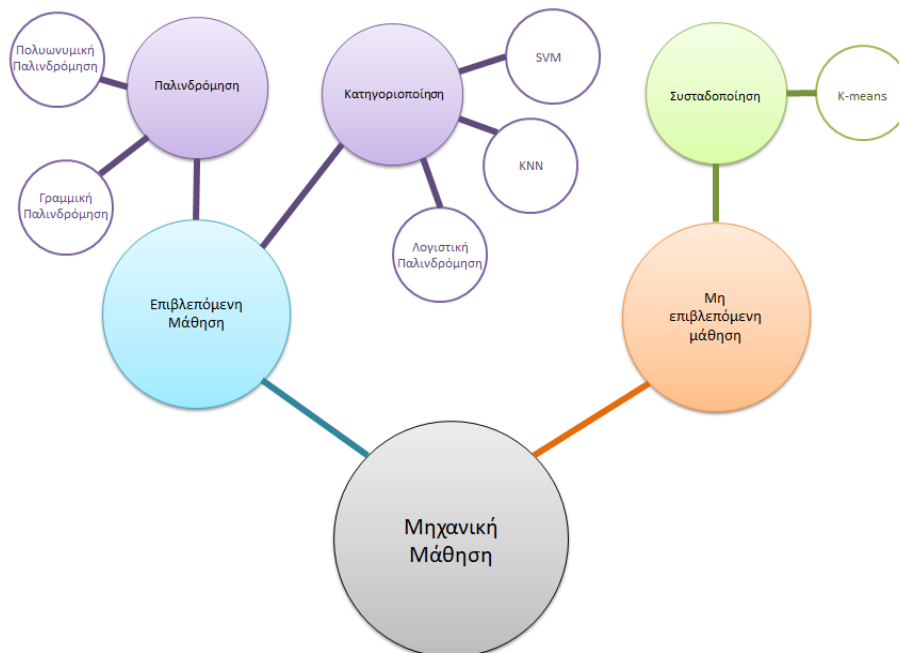 Πολυωνυμική
Παλινδρόμηση
Παλινδρόμηση
Γραμμική
Παλινδρόμηση
Κατηγοριοποίηση
SVM
KNN
Λογιστική
Παλινδρόμηση
Συσταδοποίηση
K-means
Επιβλεπόμενη
Μάθηση
Μη
επιβλεπόμενη
μάθηση
Μηχανική
Μάθηση